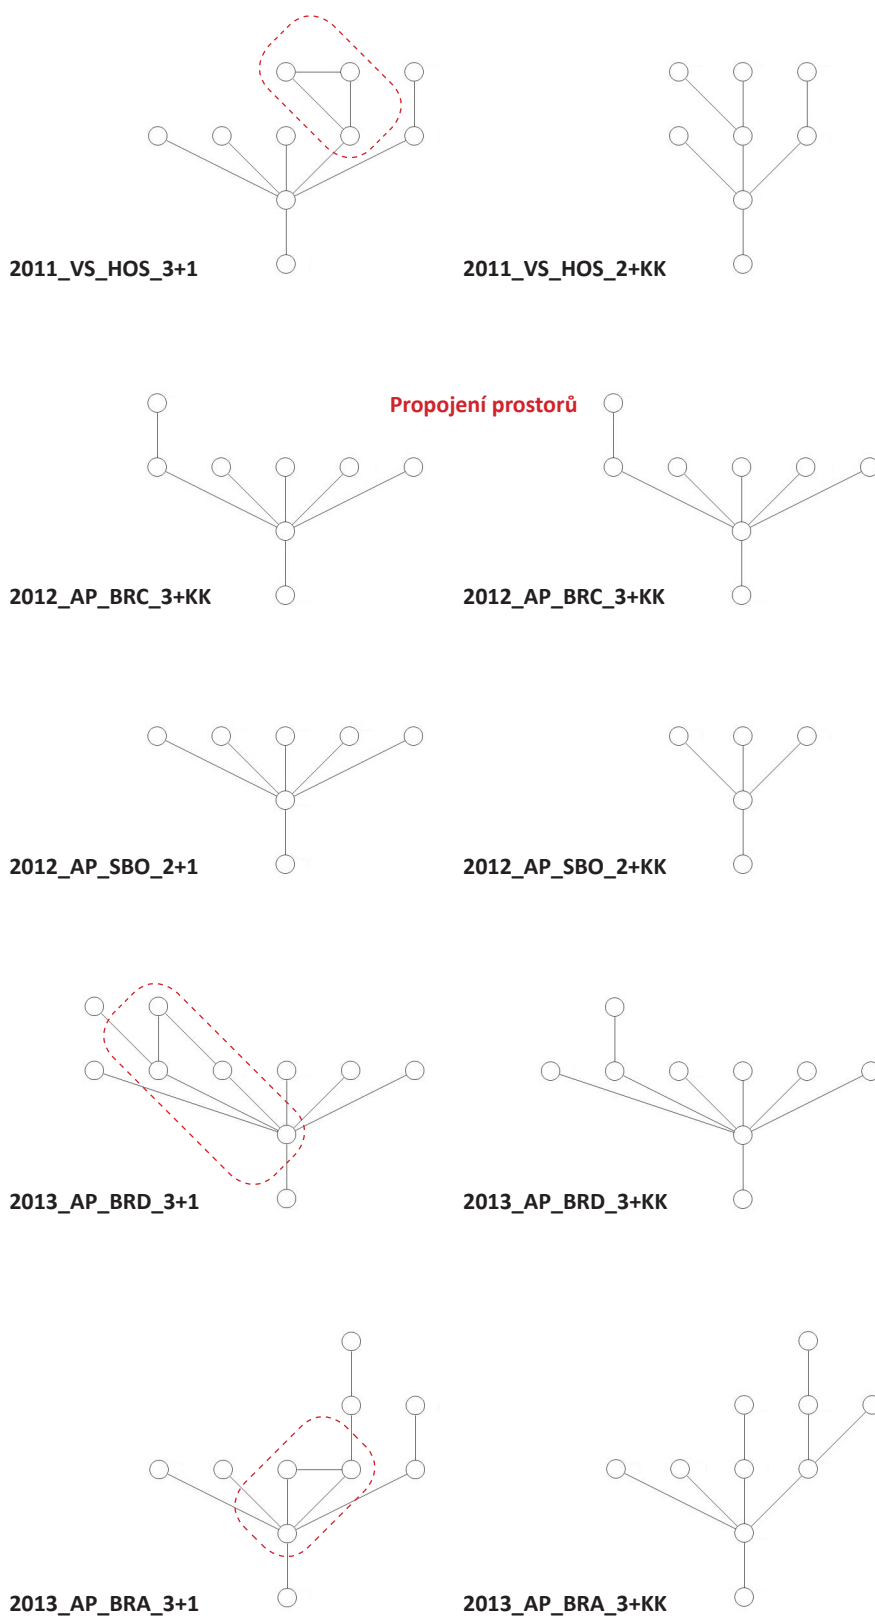 2011_VS_HOS_3+1
2011_VS_HOS_2+KK
Propojení prostorů
2012_AP_BRC_3+KK
2012_AP_BRC_3+KK
2012_AP_SBO_2+1
2012_AP_SBO_2+KK
2013_AP_BRD_3+1
2013_AP_BRD_3+KK
2013_AP_BRA_3+1
2013_AP_BRA_3+KK